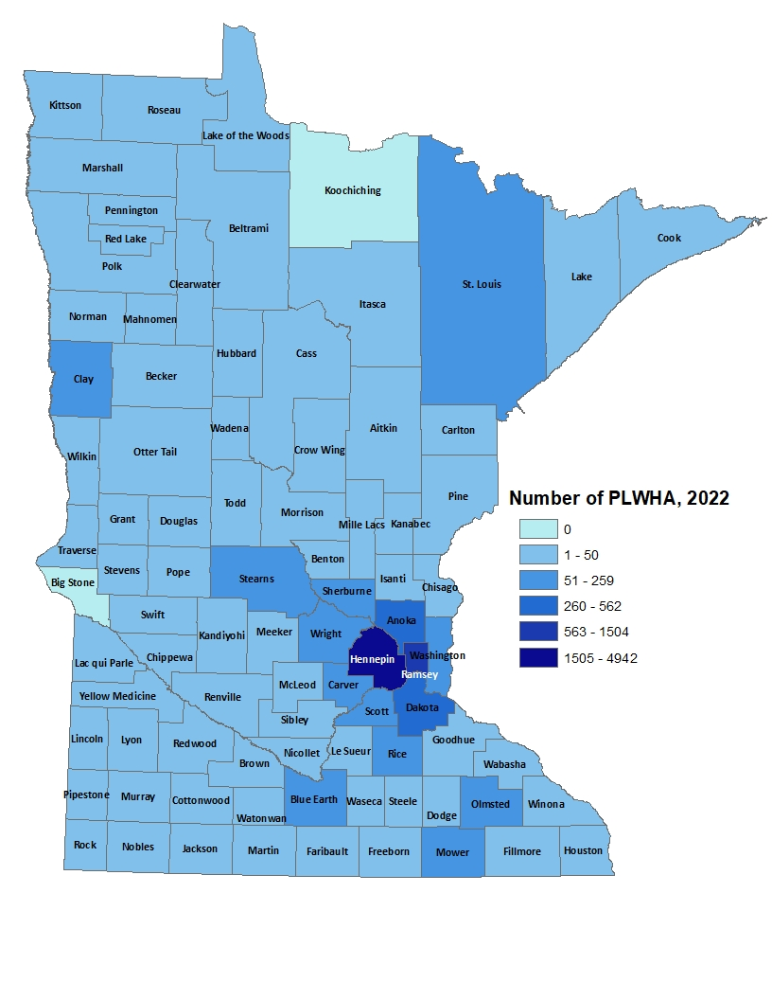 Kittson
Roseau
Lake of the Woods
Marshall
Koochiching
Pennington
Beltrami
Red Lake
Cook
Polk
Clearwater
St. Louis
Lake
Itasca
Norman
Mahnomen
Hubbard
Cass
Clay
Becker
Wadena
Aitkin
Carlton
Otter Tail
Crow Wing
Wilkin
Pine
Number of PLWHA, 2022
0
1 - 50
51 - 259
260 - 562
563 - 1504
1505 - 4942
Todd
Morrison
Grant
Douglas
Mille Lacs
Kanabec
Traverse
Benton
Stevens
Pope
Stearns
Isanti
Big Stone
Sherburne
Chisago
Swift
Anoka
Kandiyohi
Meeker
Wright
Washington
Chippewa
Hennepin
Lac qui Parle
Ramsey
McLeod
Carver
Yellow Medicine
Renville
Scott
Dakota
Sibley
Lincoln
Lyon
Redwood
Goodhue
Nicollet
Le Sueur
Rice
Brown
Wabasha
Pipestone
Murray
Cottonwood
Blue Earth
Waseca
Steele
Olmsted
Winona
Watonwan
Dodge
Rock
Nobles
Jackson
Martin
Faribault
Freeborn
Mower
Fillmore
Houston